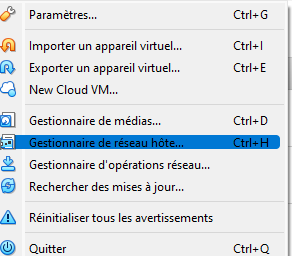 Paramètres... Ctrl+G
Importer un appareil virtuel... Ctrl+I
Exporter un appareil virtuel... Ctrl+E
New Cloud VM...
Gestionnaire de médias... Ctrl+D
Gestionnaire de réseau hôte... Ctrl+H
Gestionnaire d'opérations réseau...
Rechercher des mises à jour...
Réinitialiser tous les avertissements
Quitter Ctrl+Q